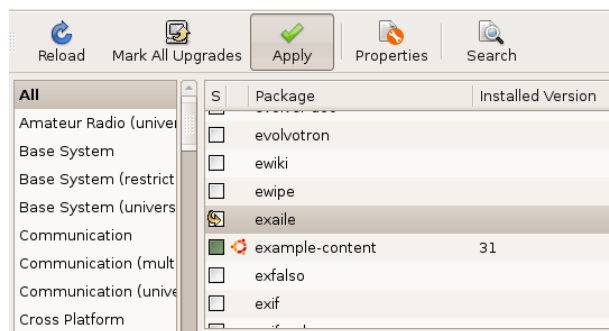 Reload Mark All Upgrades Apply Properties Search
All
Amateur Radio (univer
Base System
Base System (restrict
Base System (univers
Communication
Communication (mult
Communication (unive
Cross Platform
S Package Installed Version
evolvotron
ewiki
ewipe
exaile
example-content 31
exfalso
exif